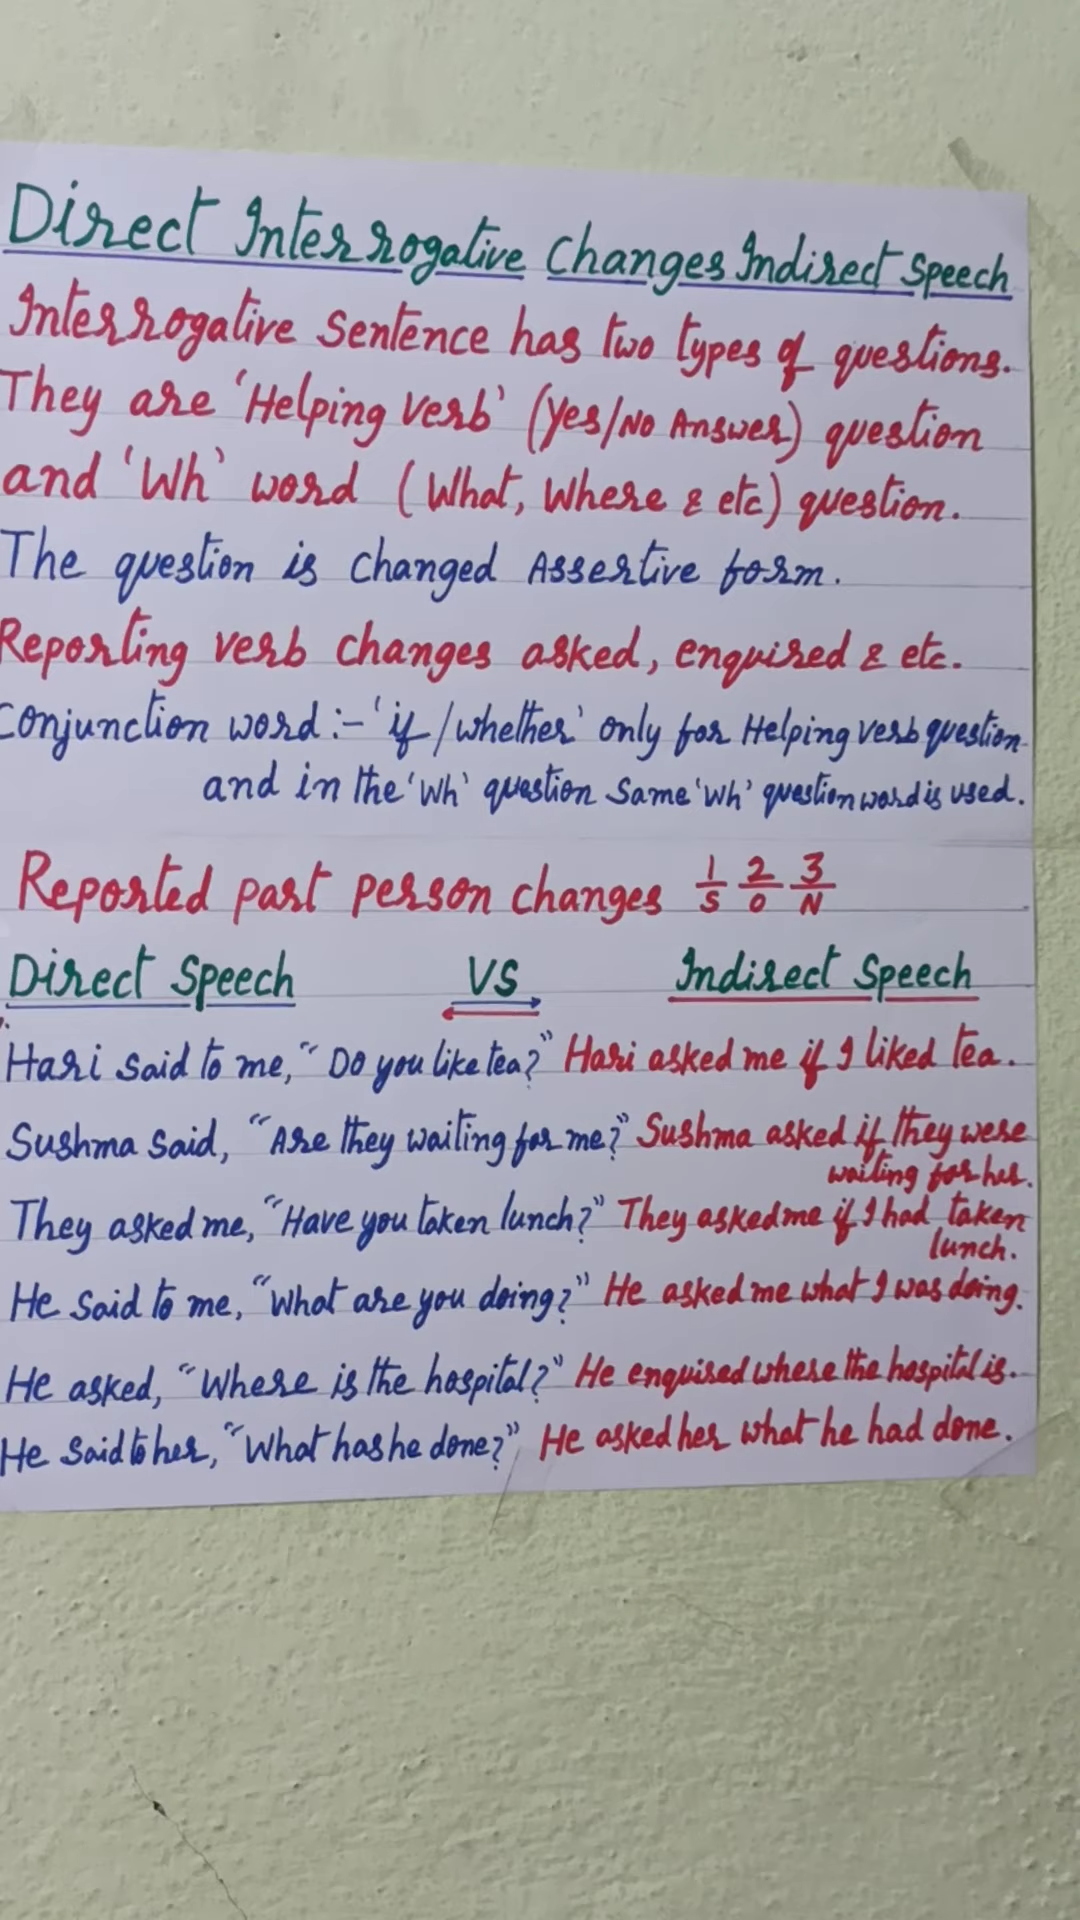 Direct Interrogative Changes Indirect Speech
Interrogative Sentence has two types of questions.
They are 'Helping verb' (Yes/No Answer) question
and 'Wh' word (What, Where & etc) question.
The question is changed Assertive form.
Reporting verb changes asked, enquired & etc.
Conjunction word :- 'if/whether' only for Helping verb question
and in the 'Wh' question Same 'Wh' question word is used.
Reported part person changes 1/S 2/O 3/N
Direct Speech VS Indirect Speech
Hari said to me, "Do you like tea?" Hari asked me if I liked tea.
Sushma said, "Are they waiting for me?" Sushma asked if they were
waiting for her.
They asked me, "Have you taken lunch?" They asked me if I had taken
lunch.
He said to me, "What are you doing?" He asked me what I was doing.
He asked, "Where is the hospital?" He enquired where the hospital is.
He said to her, "What has he done?" He asked her what he had done.